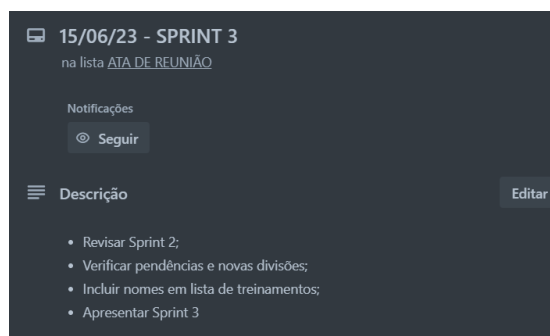 15/06/23 - SPRINT 3
na lista ATA DE REUNIÃO
Notificações
Seguir
Descrição
Editar
• Revisar Sprint 2;
• Verificar pendências e novas divisões;
• Incluir nomes em lista de treinamentos;
• Apresentar Sprint 3